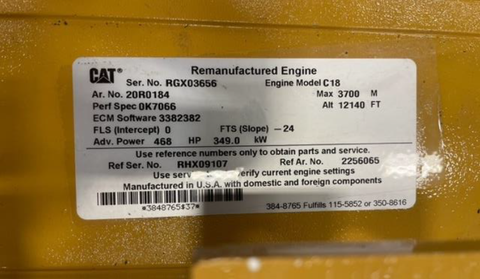 CAT® Remanufactured Engine
Ser. No. RGX03656 Engine Model C18
Ar. No. 20R0184 Max 3700 M
Perf Spec 0K7066 Alt 12140 FT
ECM Software 3382382
FLS (Intercept) 0 FTS (Slope) -24
Adv. Power 468 HP 349.0 kW
Use reference numbers only to obtain parts and service.
Ref Ser. No. RHX09107 Ref Ar. No. 2256065
Use verify current engine settings
Manufactured in U.S.A. with domestic and foreign components
*3848765$37* 384-8765 Fulfills 115-5852 or 350-8616